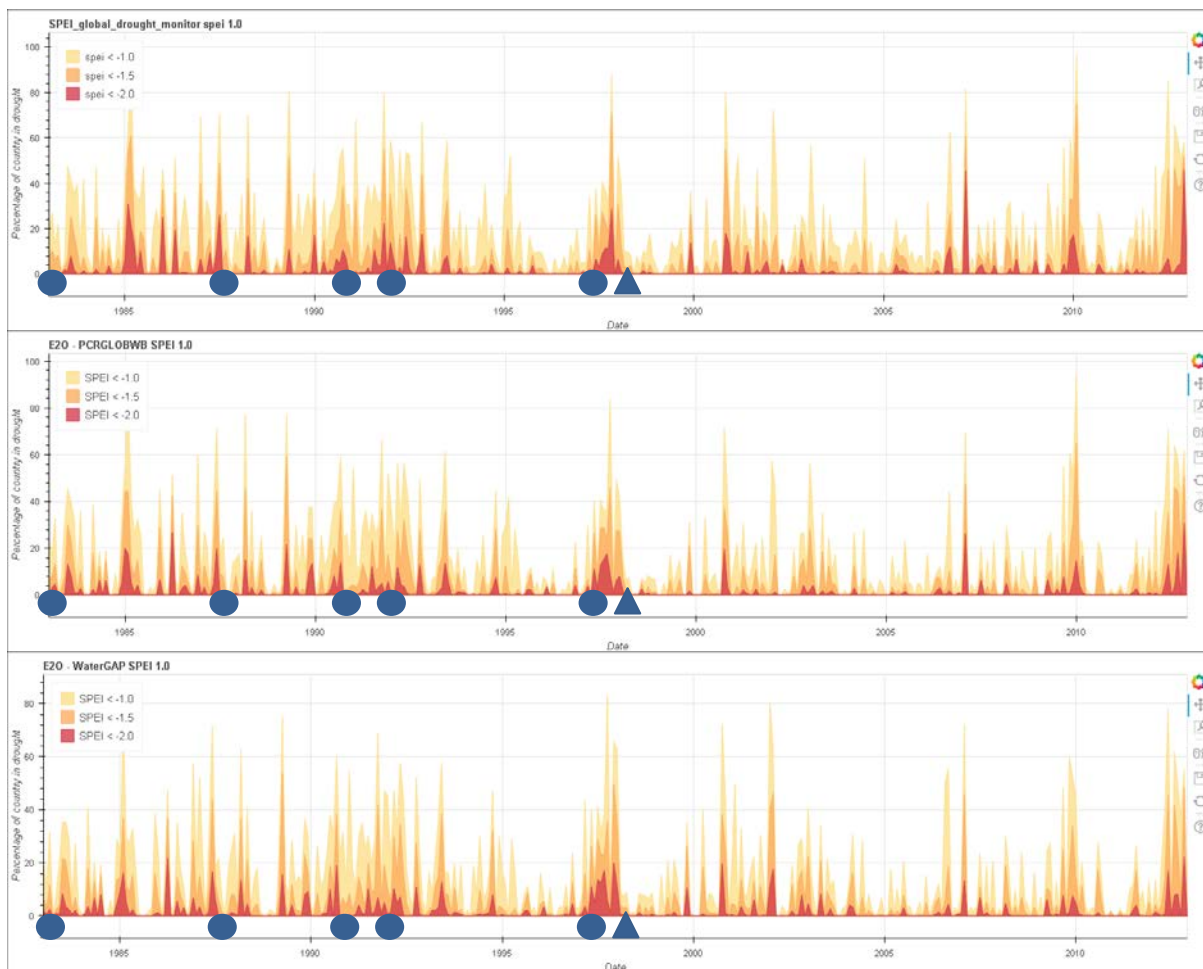 SPEI_global_drought_monitor spei 1.0
Percentage of country in drought
100
80
60
40
20
0
spei < -1.0
spei < -1.5
spei < -2.0
1985 1990 1995 2000 2005 2010
Date
E2O - PCRGLOBWB SPEI 1.0
Percentage of country in drought
100
80
60
40
20
0
SPEI < -1.0
SPEI < -1.5
SPEI < -2.0
1985 1990 1995 2000 2005 2010
Date
E2O - WaterGAP SPEI 1.0
Percentage of country in drought
80
60
40
20
0
SPEI < -1.0
SPEI < -1.5
SPEI < -2.0
1985 1990 1995 2000 2005 2010
Date